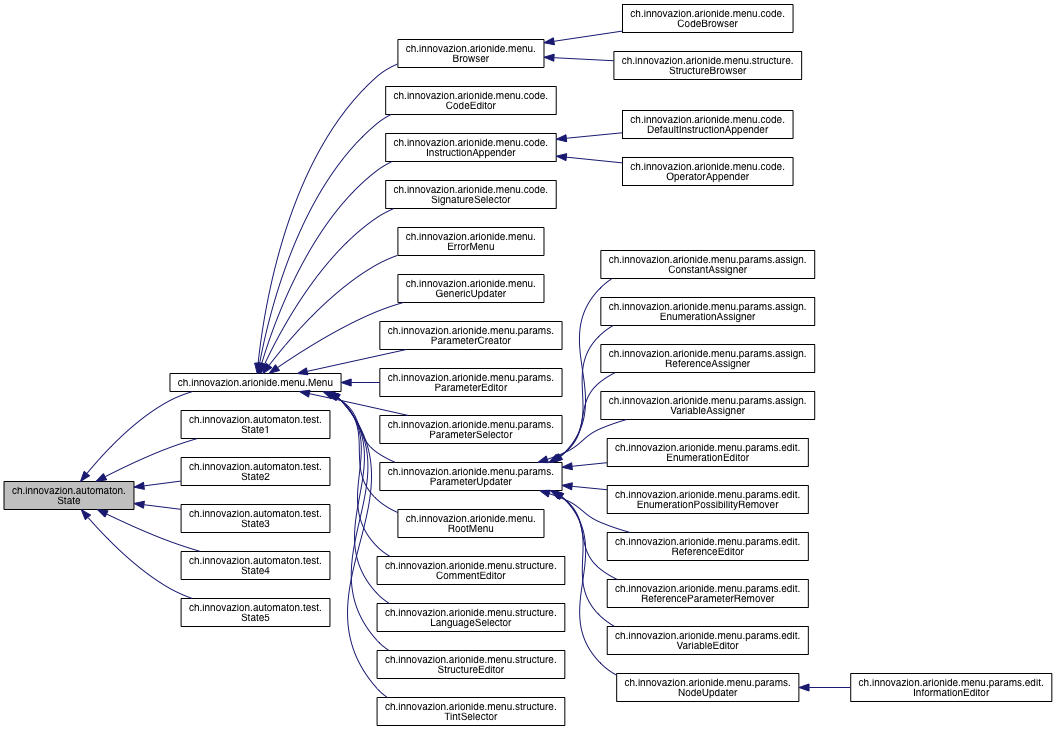 ch.innovazion.automaton.
State
ch.innovazion.arionide.menu.Menu
ch.innovazion.automaton.test.
State1
ch.innovazion.automaton.test.
State2
ch.innovazion.automaton.test.
State3
ch.innovazion.automaton.test.
State4
ch.innovazion.automaton.test.
State5
ch.innovazion.arionide.menu.
Browser
ch.innovazion.arionide.menu.code.
CodeEditor
ch.innovazion.arionide.menu.code.
InstructionAppender
ch.innovazion.arionide.menu.code.
SignatureSelector
ch.innovazion.arionide.menu.
ErrorMenu
ch.innovazion.arionide.menu.
GenericUpdater
ch.innovazion.arionide.menu.params.
ParameterCreator
ch.innovazion.arionide.menu.params.
ParameterEditor
ch.innovazion.arionide.menu.params.
ParameterSelector
ch.innovazion.arionide.menu.params.
ParameterUpdater
ch.innovazion.arionide.menu.
RootMenu
ch.innovazion.arionide.menu.structure.
CommentEditor
ch.innovazion.arionide.menu.structure.
LanguageSelector
ch.innovazion.arionide.menu.structure.
StructureEditor
ch.innovazion.arionide.menu.structure.
TintSelector
ch.innovazion.arionide.menu.code.
CodeBrowser
ch.innovazion.arionide.menu.structure.
StructureBrowser
ch.innovazion.arionide.menu.code.
DefaultInstructionAppender
ch.innovazion.arionide.menu.code.
OperatorAppender
ch.innovazion.arionide.menu.params.assign.
ConstantAssigner
ch.innovazion.arionide.menu.params.assign.
EnumerationAssigner
ch.innovazion.arionide.menu.params.assign.
ReferenceAssigner
ch.innovazion.arionide.menu.params.assign.
VariableAssigner
ch.innovazion.arionide.menu.params.edit.
EnumerationEditor
ch.innovazion.arionide.menu.params.edit.
EnumerationPossibilityRemover
ch.innovazion.arionide.menu.params.edit.
ReferenceEditor
ch.innovazion.arionide.menu.params.edit.
ReferenceParameterRemover
ch.innovazion.arionide.menu.params.edit.
VariableEditor
ch.innovazion.arionide.menu.params.
NodeUpdater
ch.innovazion.arionide.menu.params.edit.
InformationEditor